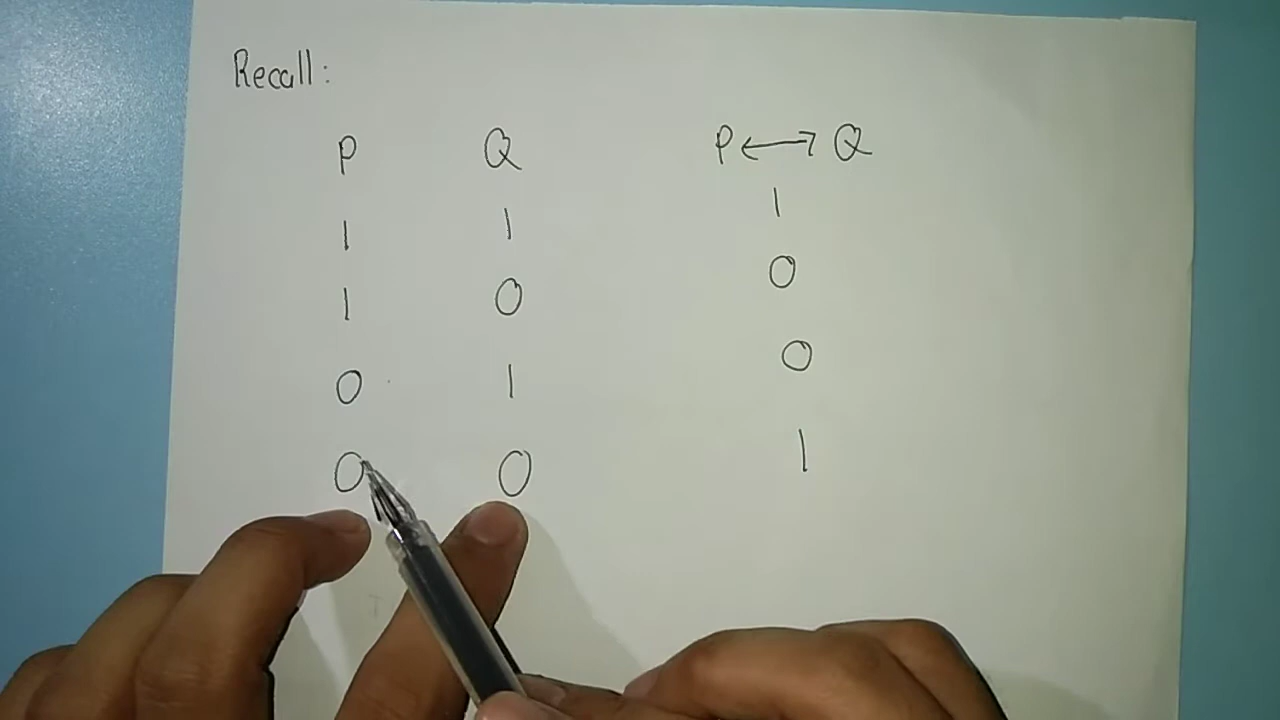 Recall:
P Q P ↔ Q
1 1 1
1 0 0
0 1 0
0 0 1